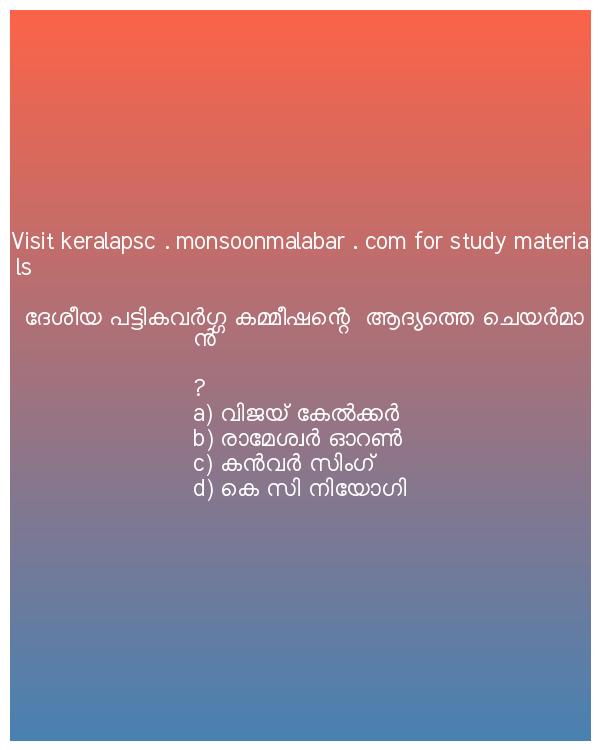 Visit keralapsc . monsoonmalabar . com for study materia
ls
ദേശീയ പട്ടികവർഗ്ഗ കമ്മീഷന്റെ  ആദ്യത്തെ ചെയർമാ
ൻ
?
a) വിജയ് കേൽക്കർ
b) രാമേശ്വർ ഓറൺ
c) കൻവർ സിംഗ്
d) കെ സി നിയോഗി